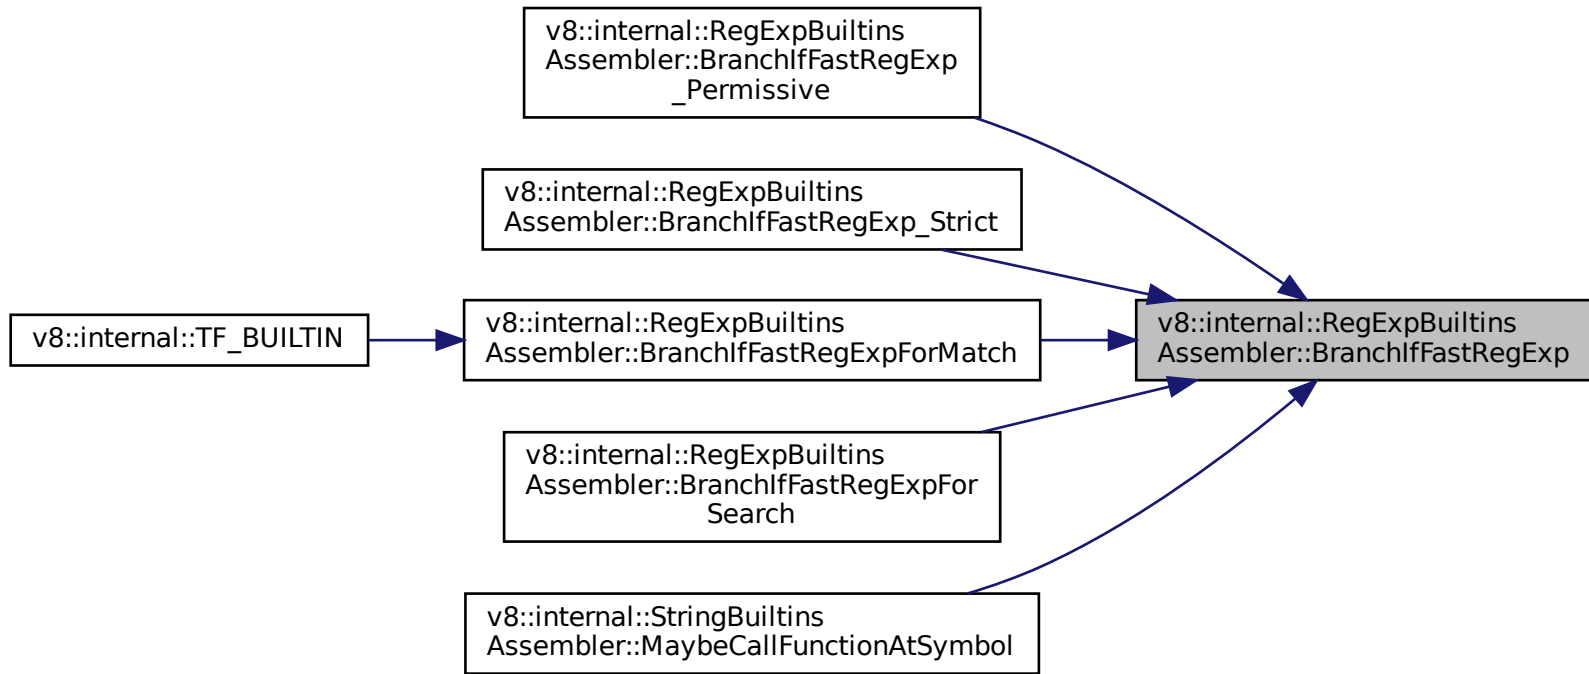 v8::internal::RegExpBuiltins
Assembler::BranchIfFastRegExp
_Permissive
v8::internal::RegExpBuiltins
Assembler::BranchIfFastRegExp_Strict
v8::internal::TF_BUILTIN
v8::internal::RegExpBuiltins
Assembler::BranchIfFastRegExpForMatch
v8::internal::RegExpBuiltins
Assembler::BranchIfFastRegExp
v8::internal::RegExpBuiltins
Assembler::BranchIfFastRegExpFor
Search
v8::internal::StringBuiltins
Assembler::MaybeCallFunctionAtSymbol